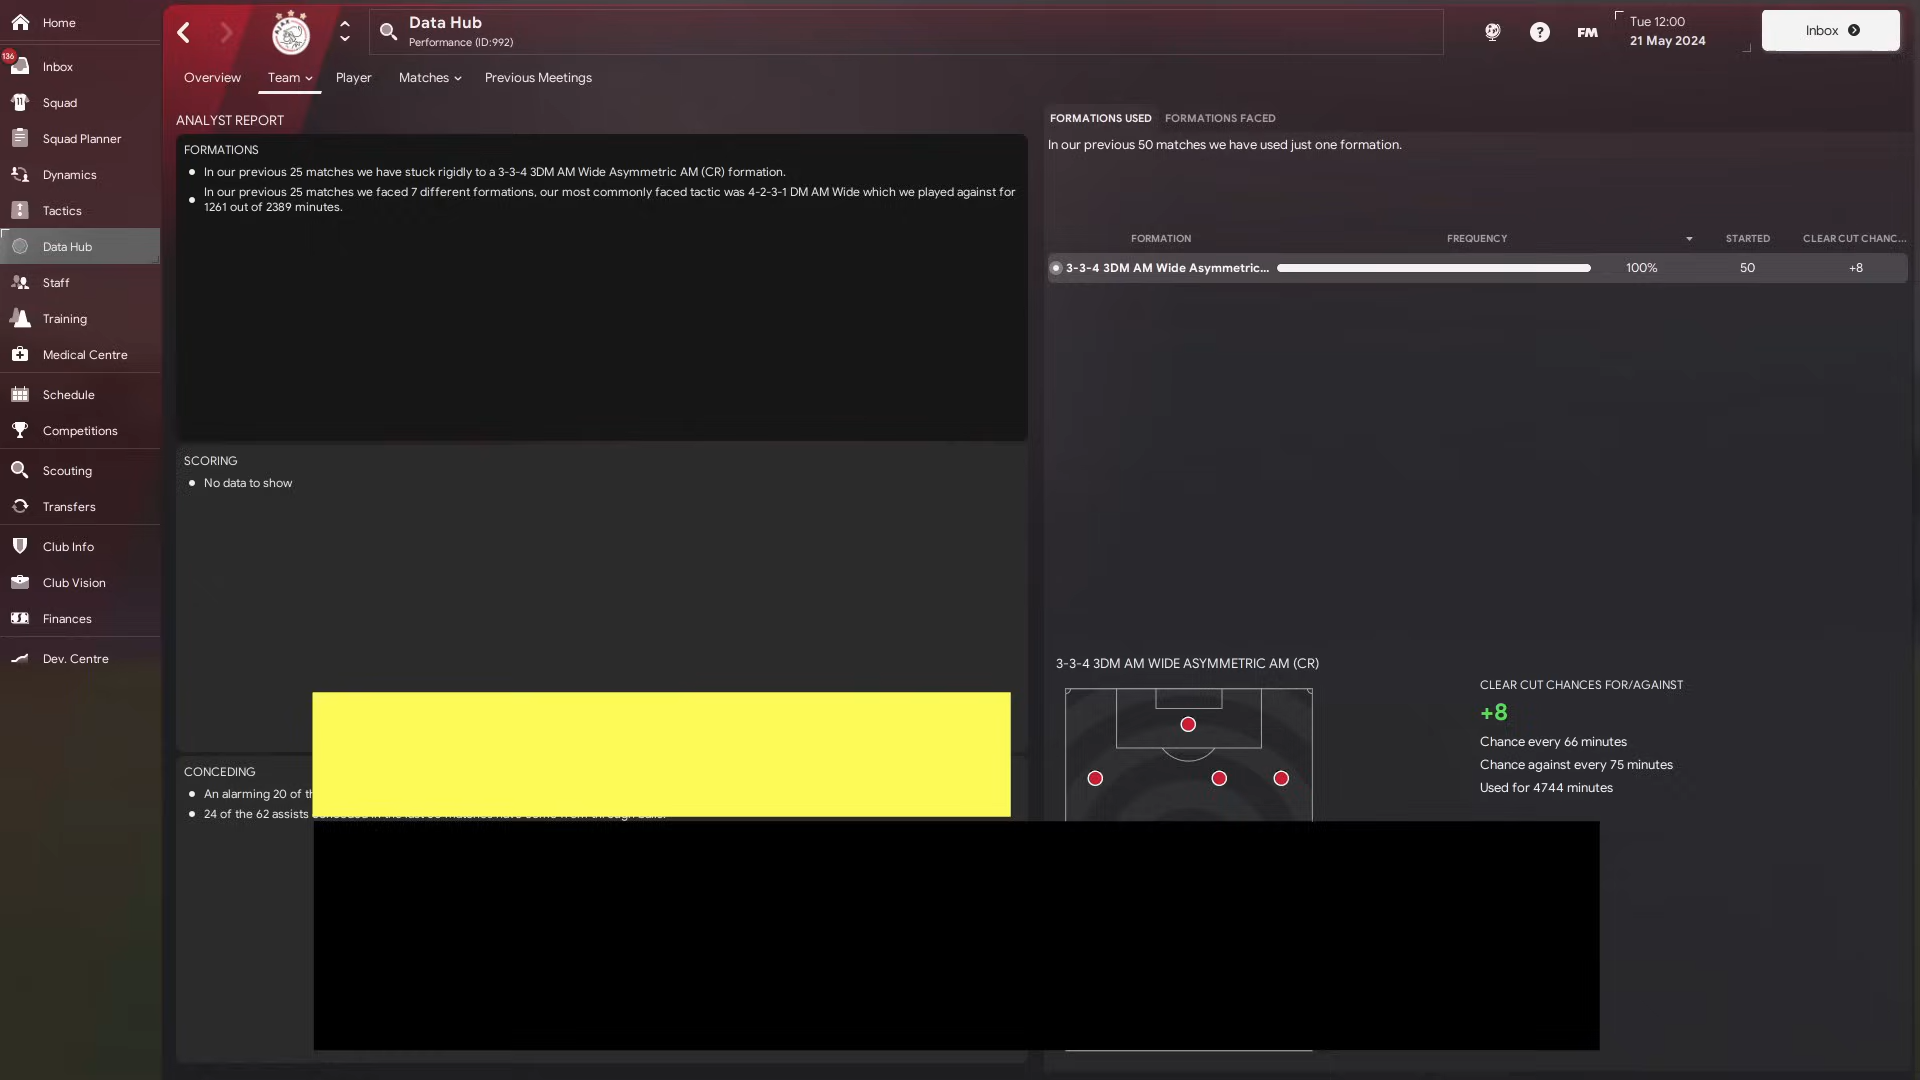 Home
136
Inbox
Squad
Squad Planner
Dynamics
Tactics
Data Hub
Staff
Training
Medical Centre
Schedule
Competitions
Scouting
Transfers
Club Info
Club Vision
Finances
Dev. Centre
Data Hub
Performance (ID:992)
?
FM
Tue 12:00
21 May 2024
Inbox
Overview
Team
Player
Matches
Previous Meetings
ANALYST REPORT
FORMATIONS
In our previous 25 matches we have stuck rigidly to a 3-3-4 3DM AM Wide Asymmetric AM (CR) formation.
In our previous 25 matches we faced 7 different formations, our most commonly faced tactic was 4-2-3-1 DM AM Wide which we played against for
1261 out of 2389 minutes.
SCORING
No data to show
CONCEDING
An alarming 20 of
24 of the 62 assists
FORMATIONS USED
FORMATIONS FACED
In our previous 50 matches we have used just one formation.
FORMATION FREQUENCY STARTED CLEAR CUT CHANC...
3-3-4 3DM AM Wide Asymmetric... 100% 50 +8
3-3-4 3DM AM WIDE ASYMMETRIC AM (CR)
CLEAR CUT CHANCES FOR/AGAINST
+8
Chance every 66 minutes
Chance against every 75 minutes
Used for 4744 minutes